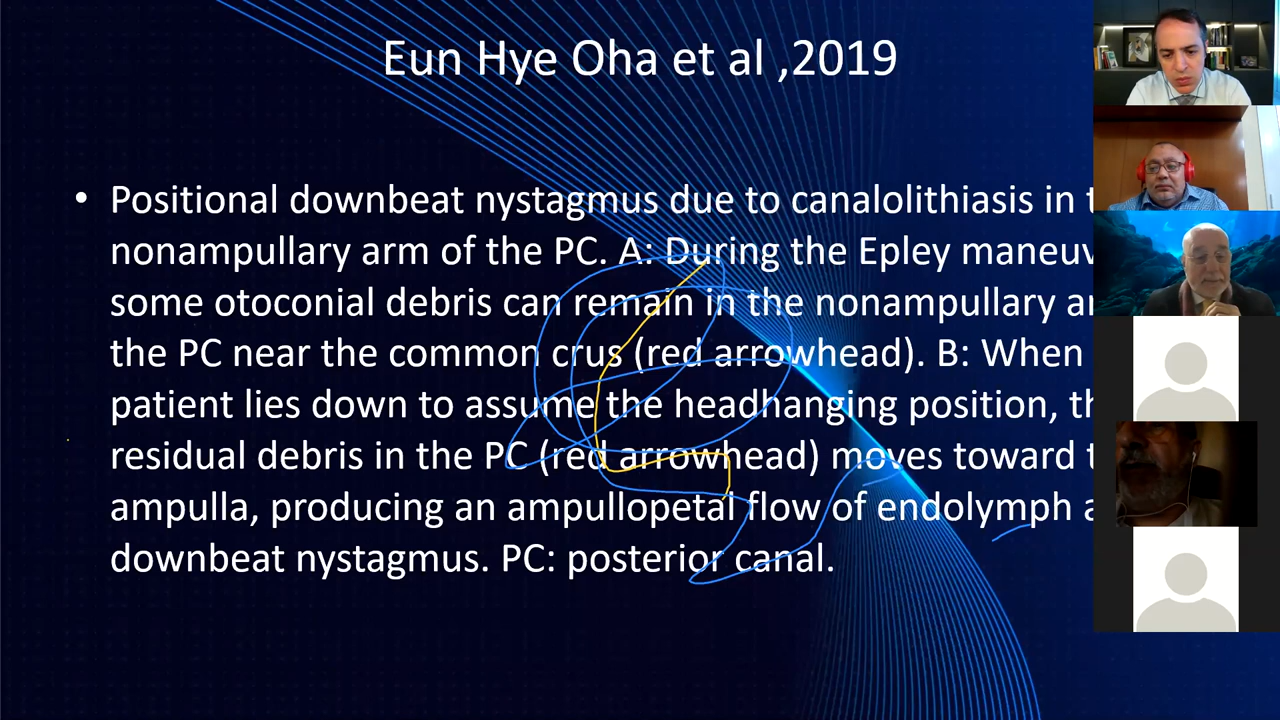 Eun Hye Oha et al ,2019
• Positional downbeat nystagmus due to canalolithiasis in
nonampullary arm of the PC. A: During the Epley maneuv
some otoconial debris can remain in the nonampullary
the PC near the common crus (red arrowhead). B: When
patient lies down to assume the headhanging position,
residual debris in the PC (red arrowhead) moves toward
ampulla, producing an ampullopetal flow of endolymph
downbeat nystagmus. PC: posterior canal.